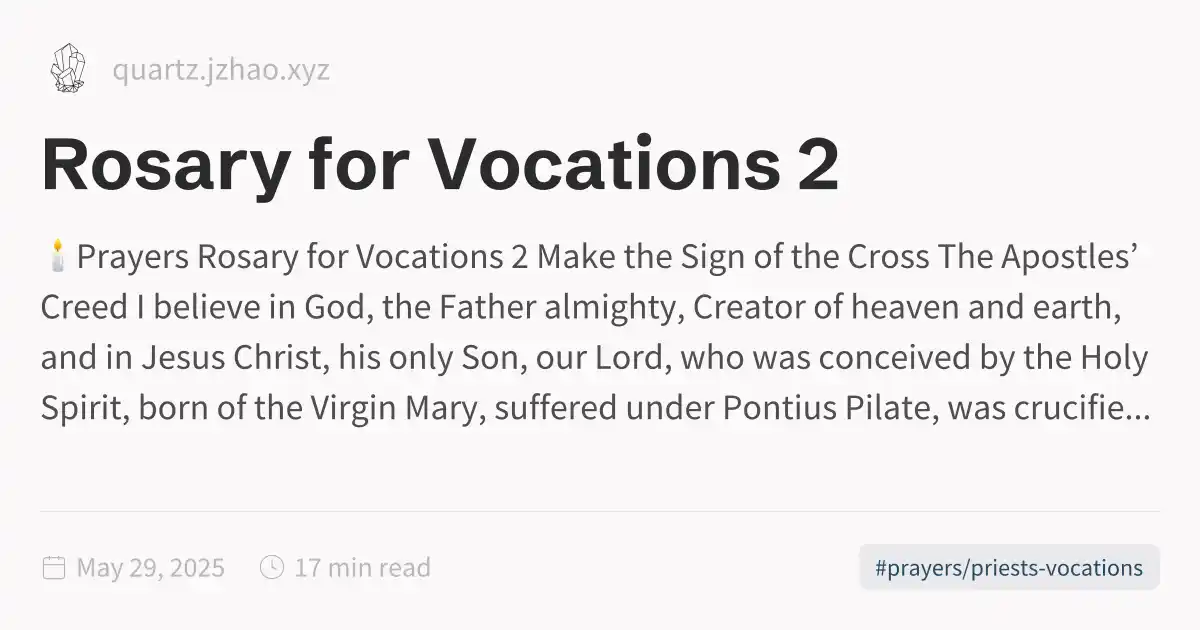 quartz.jzhao.xyz
Rosary for Vocations 2
🕯️ Prayers Rosary for Vocations 2 Make the Sign of the Cross The Apostles’
Creed I believe in God, the Father almighty, Creator of heaven and earth,
and in Jesus Christ, his only Son, our Lord, who was conceived by the Holy
Spirit, born of the Virgin Mary, suffered under Pontius Pilate, was crucifie...
May 29, 2025 17 min read #prayers/priests-vocations